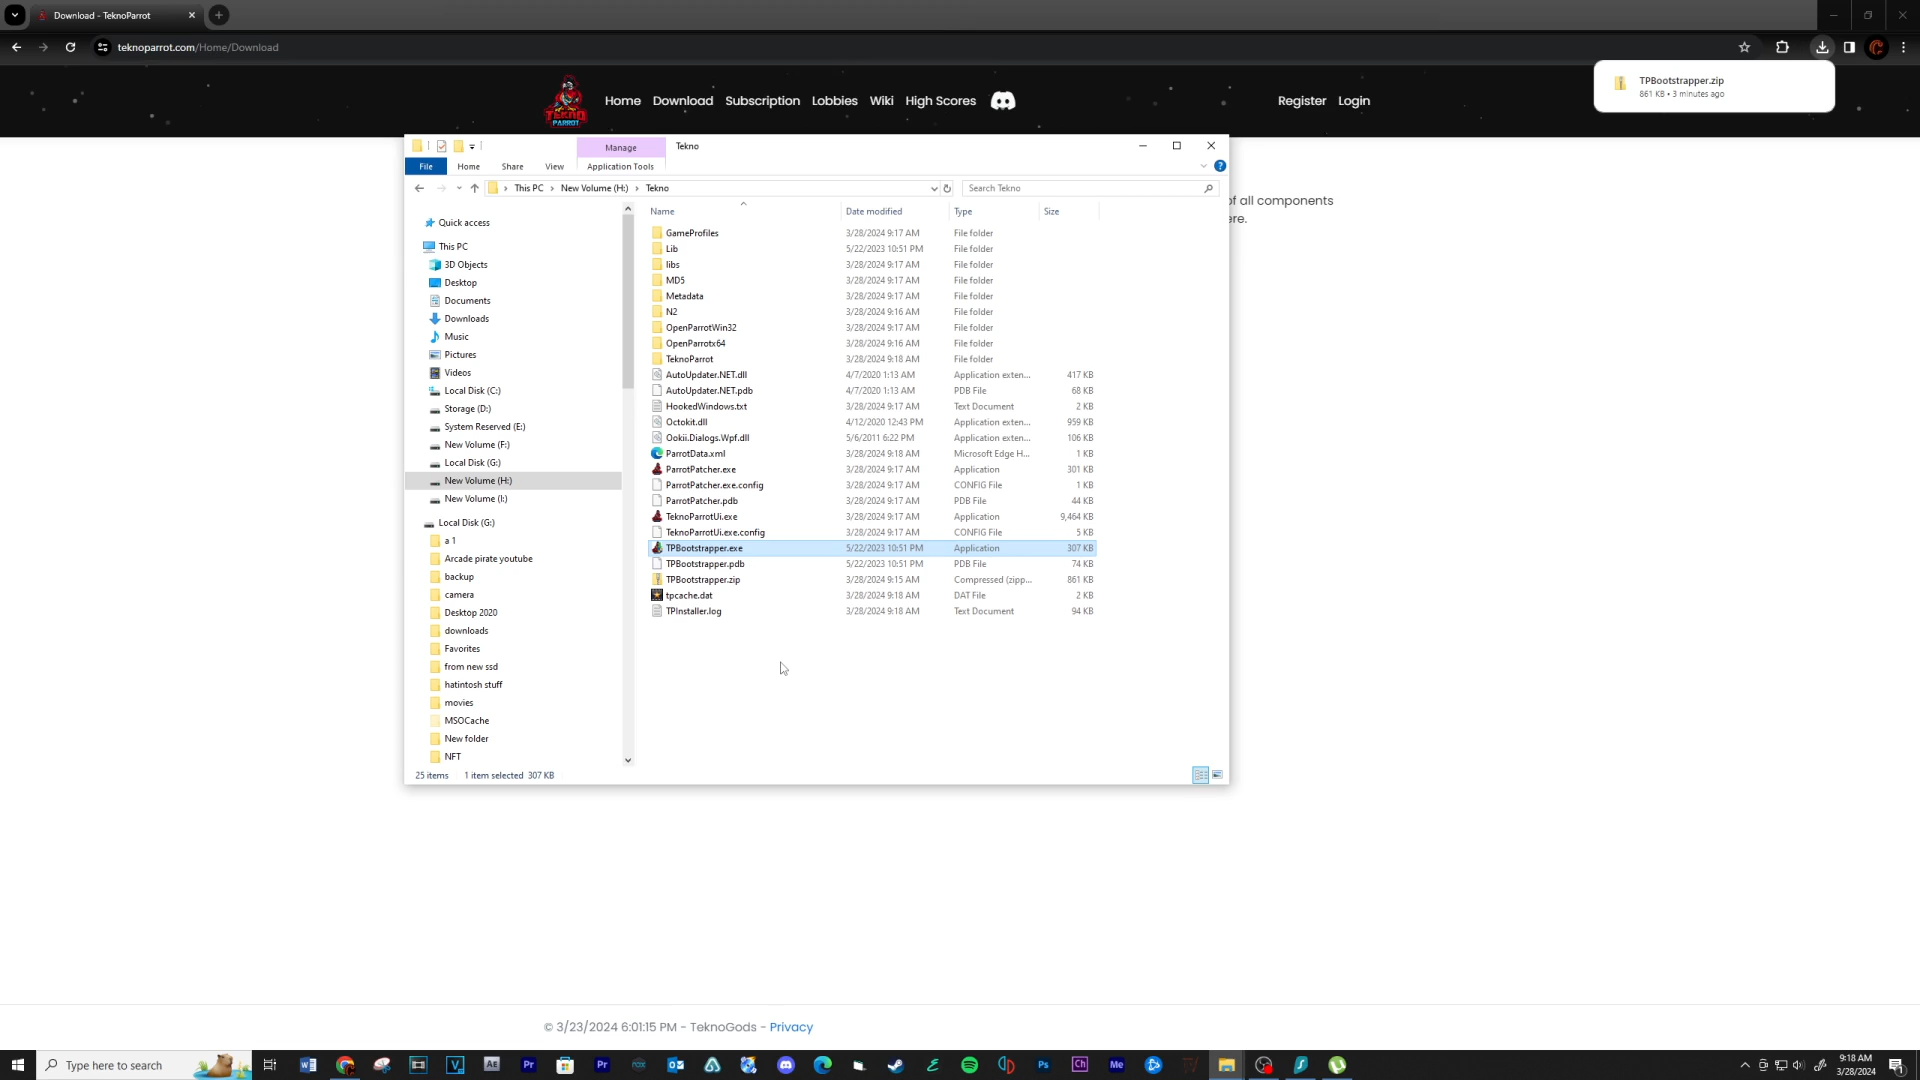 Download - TeknoParrot
teknoparrot.com/Home/Download
TPBootstrapper.zip
861 KB • 3 minutes ago
TEKNO
PARROT
Home Download Subscription Lobbies Wiki High Scores Register Login
Manage Tekno
File Home Share View Application Tools
This PC New Volume (H:) Tekno Search Tekno
of all components
ere.
Name Date modified Type Size
Quick access
This PC
3D Objects
Desktop
Documents
Downloads
Music
Pictures
Videos
Local Disk (C:)
Storage (D:)
System Reserved (E:)
New Volume (F:)
Local Disk (G:)
New Volume (H:)
New Volume (I:)
Local Disk (G:)
a 1
Arcade pirate youtube
backup
camera
Desktop 2020
downloads
Favorites
from new ssd
hatintosh stuff
movies
MSOCache
New folder
NFT
GameProfiles 3/28/2024 9:17 AM File folder
Lib 5/22/2023 10:51 PM File folder
libs 3/28/2024 9:17 AM File folder
MD5 3/28/2024 9:17 AM File folder
Metadata 3/28/2024 9:17 AM File folder
N2 3/28/2024 9:16 AM File folder
OpenParrotWin32 3/28/2024 9:17 AM File folder
OpenParrotx64 3/28/2024 9:16 AM File folder
TeknoParrot 3/28/2024 9:18 AM File folder
AutoUpdater.NET.dll 4/7/2020 1:13 AM Application exten... 417 KB
AutoUpdater.NET.pdb 4/7/2020 1:13 AM PDB File 68 KB
HookedWindows.txt 3/28/2024 9:17 AM Text Document 2 KB
Octokit.dll 4/12/2020 12:43 PM Application exten... 959 KB
Ookii.Dialogs.Wpf.dll 5/6/2011 6:22 PM Application exten... 106 KB
ParrotData.xml 3/28/2024 9:18 AM Microsoft Edge H... 1 KB
ParrotPatcher.exe 3/28/2024 9:17 AM Application 301 KB
ParrotPatcher.exe.config 3/28/2024 9:17 AM CONFIG File 1 KB
ParrotPatcher.pdb 3/28/2024 9:17 AM PDB File 44 KB
TeknoParrotUi.exe 3/28/2024 9:17 AM Application 9,464 KB
TeknoParrotUi.exe.config 3/28/2024 9:17 AM CONFIG File 5 KB
TPBootstrapper.exe 5/22/2023 10:51 PM Application 307 KB
TPBootstrapper.pdb 5/22/2023 10:51 PM PDB File 74 KB
TPBootstrapper.zip 3/28/2024 9:15 AM Compressed (zipp... 861 KB
tpcache.dat 3/28/2024 9:18 AM DAT File 2 KB
TPInstaller.log 3/28/2024 9:18 AM Text Document 94 KB
25 items 1 item selected 307 KB
© 3/23/2024 6:01:15 PM - TeknoGods - Privacy
Type here to search
9:18 AM
3/28/2024